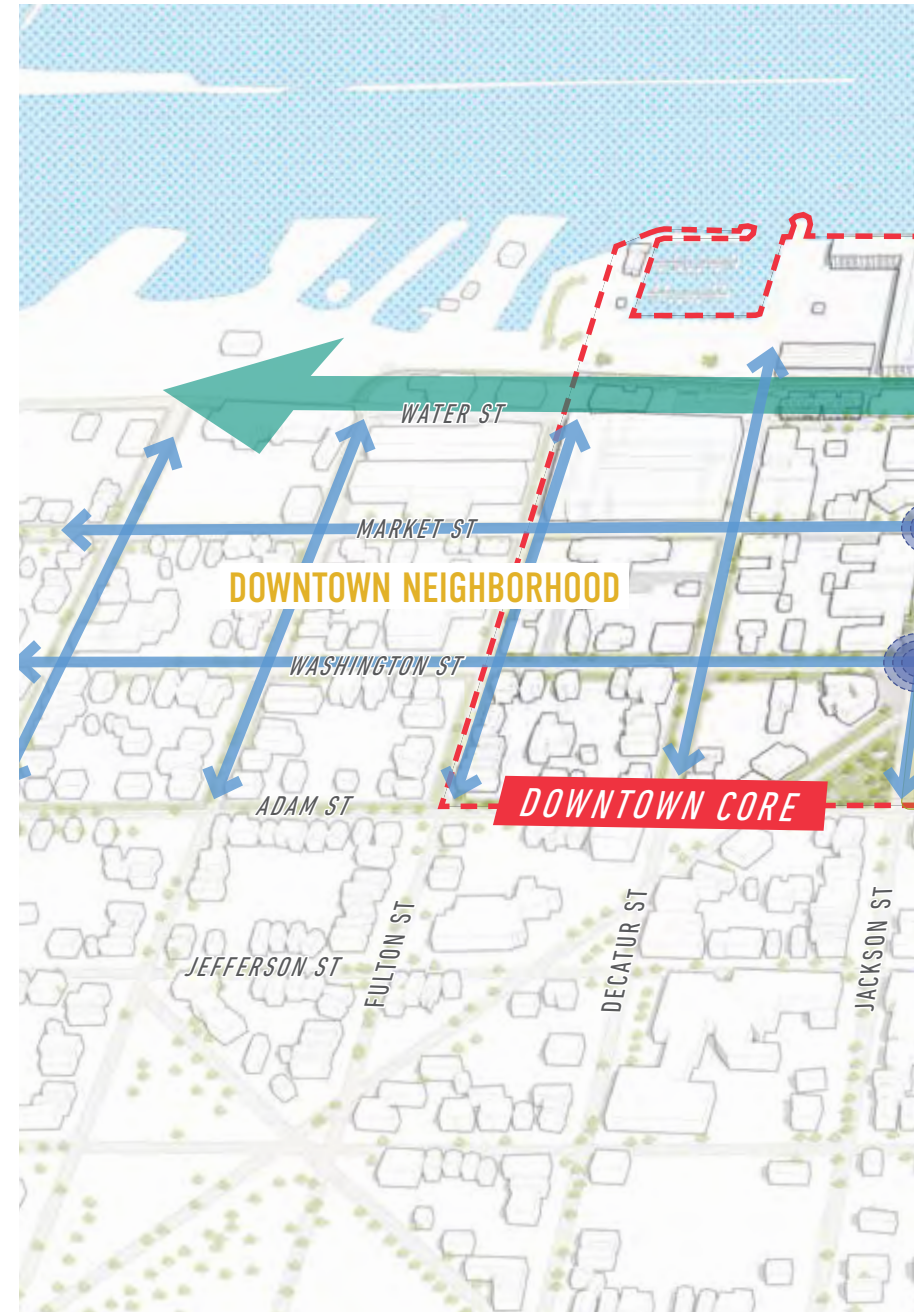 WATER ST
MARKET ST
DOWNTOWN NEIGHBORHOOD
WASHINGTON ST
ADAM ST
DOWNTOWN CORE
JEFFERSON ST
FULTON ST
DECATUR ST
JACKSON ST